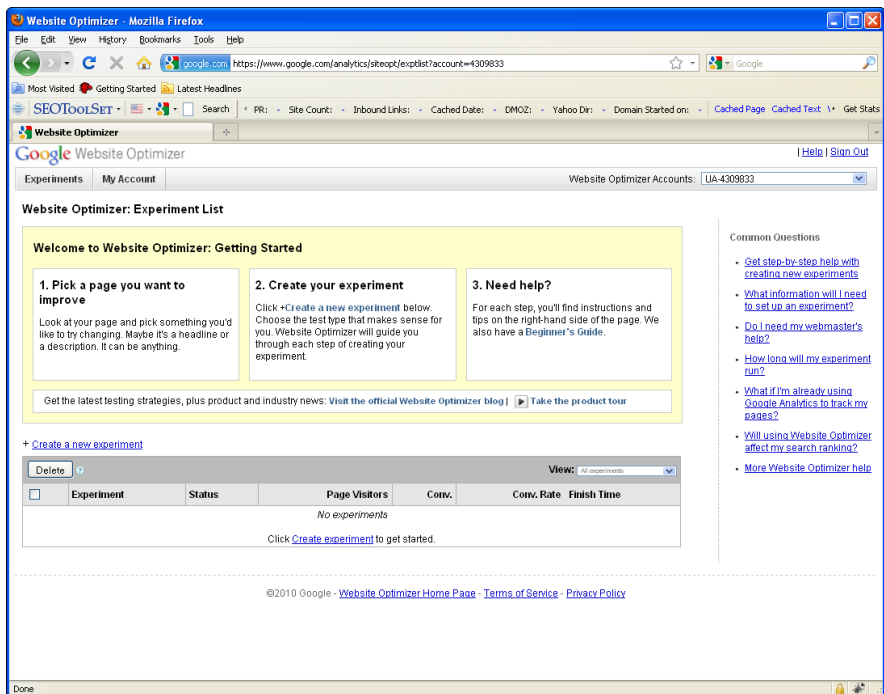 Website Optimizer - Mozilla Firefox
File Edit View History Bookmarks Tools Help
google.com https://www.google.com/analytics/siteopt/exptlist?account=4309833 Google
Most Visited Getting Started Latest Headlines
SEOToolSet Search PR: - Site Count: - Inbound Links: - Cached Date: - DMOZ: - Yahoo Dir: - Domain Started on: - Cached Page Cached Text Get Stats
Website Optimizer
Google Website Optimizer | Help | Sign Out
Experiments My Account Website Optimizer Accounts: UA-4309833
Website Optimizer: Experiment List
Welcome to Website Optimizer: Getting Started
1. Pick a page you want to
improve
Look at your page and pick something you'd
like to try changing. Maybe it's a headline or
a description. It can be anything.
2. Create your experiment
Click +Create a new experiment below.
Choose the test type that makes sense for
you. Website Optimizer will guide you
through each step of creating your
experiment.
3. Need help?
For each step, you'll find instructions and
tips on the right-hand side of the page. We
also have a Beginner's Guide.
Get the latest testing strategies, plus product and industry news: Visit the official Website Optimizer blog | Take the product tour
+ Create a new experiment
Delete ? View: All experiments
Experiment Status Page Visitors Conv. Conv. Rate Finish Time
No experiments
Click Create experiment to get started.
Common Questions
Get step-by-step help with
creating new experiments
What information will I need
to set up an experiment?
Do I need my webmaster's
help?
How long will my experiment
run?
What if I'm already using
Google Analytics to track my
pages?
Will using Website Optimizer
affect my search ranking?
More Website Optimizer help
©2010 Google - Website Optimizer Home Page - Terms of Service - Privacy Policy
Done